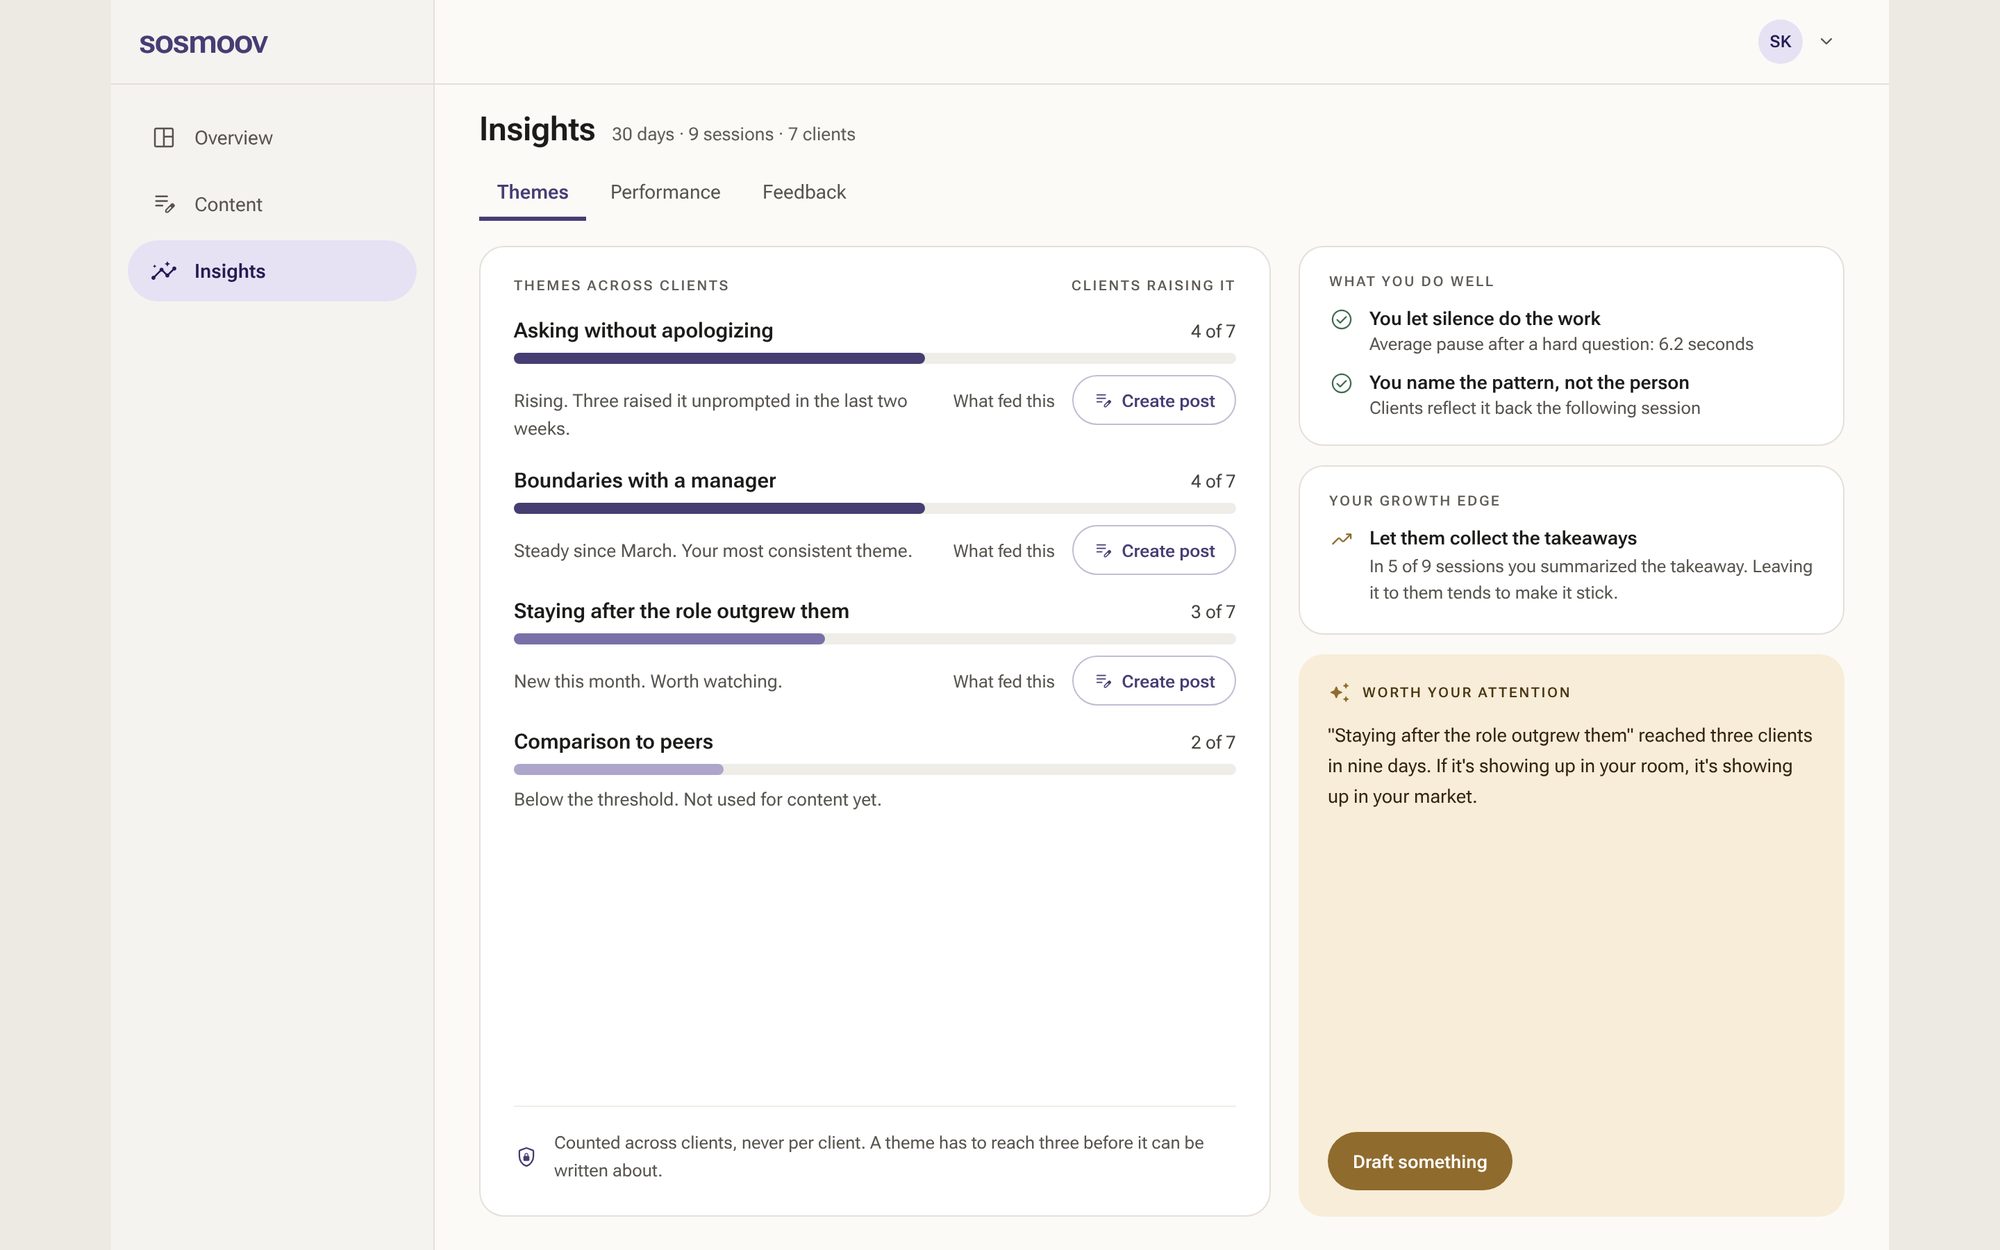 sosmoov
SK
Overview
Content
Insights
Insights
30 days · 9 sessions · 7 clients
Themes
Performance
Feedback
THEMES ACROSS CLIENTS
CLIENTS RAISING IT
Asking without apologizing
4 of 7
Rising. Three raised it unprompted in the last two
weeks.
What fed this
Create post
Boundaries with a manager
4 of 7
Steady since March. Your most consistent theme.
What fed this
Create post
Staying after the role outgrew them
3 of 7
New this month. Worth watching.
What fed this
Create post
Comparison to peers
2 of 7
Below the threshold. Not used for content yet.
Counted across clients, never per client. A theme has to reach three before it can be
written about.
WHAT YOU DO WELL
You let silence do the work
Average pause after a hard question: 6.2 seconds
You name the pattern, not the person
Clients reflect it back the following session
YOUR GROWTH EDGE
Let them collect the takeaways
In 5 of 9 sessions you summarized the takeaway. Leaving
it to them tends to make it stick.
WORTH YOUR ATTENTION
"Staying after the role outgrew them" reached three clients
in nine days. If it's showing up in your room, it's showing
up in your market.
Draft something